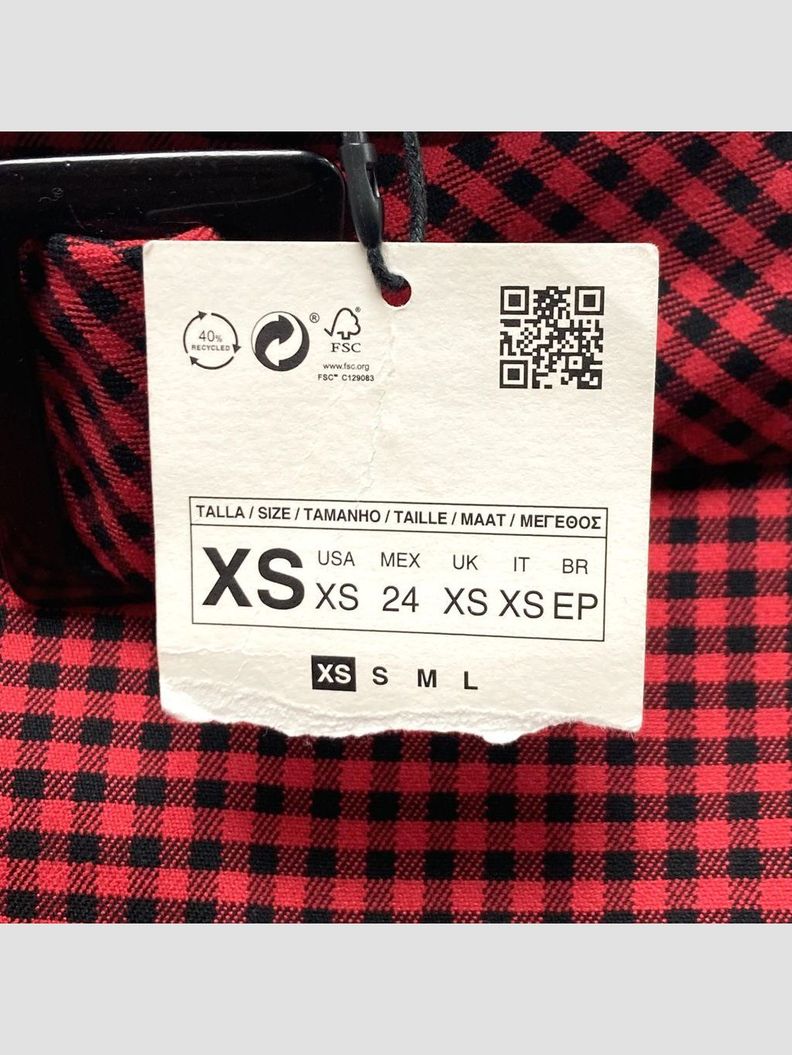 40%
RECYCLED
®
FSC
www.fsc.org
FSC™ C129083
TALLA / SIZE / TAMANHO / TAILLE / MAAT / ΜΕΓΕΘΟΣ
XS
USA MEX UK IT BR
XS 24 XS XS EP
XS S M L